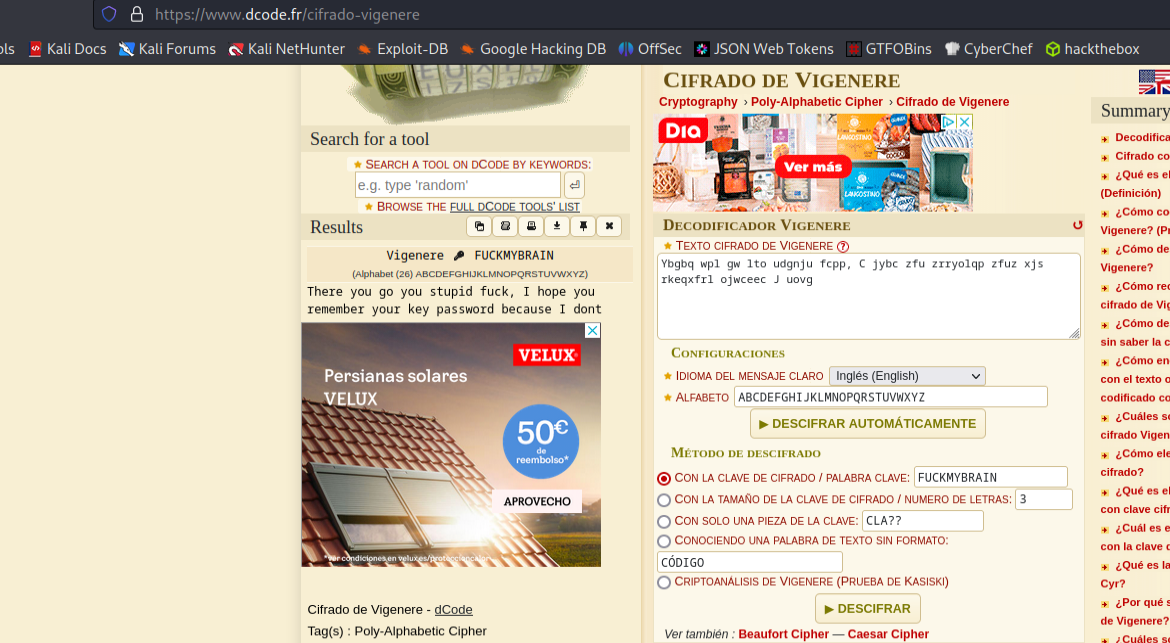 https://www.dcode.fr/cifrado-vigenere
ols Kali Docs Kali Forums Kali NetHunter Exploit-DB Google Hacking DB OffSec JSON Web Tokens GTFOBins CyberChef hackthebox
Search for a tool
SEARCH A TOOL ON DCODE BY KEYWORDS:
e.g. type 'random'
BROWSE THE FULL DCODE TOOLS' LIST
Results
Vigenere FUCKMYBRAIN
(Alphabet (26) ABCDEFGHIJKLMNOPQRSTUVWXYZ)
There you go you stupid fuck, I hope you
remember your key password because I dont
VELUX
Persianas solares
VELUX
50€
de
reembolso*
APROVECHO
*Ver condiciones en velux.es/proteccioncalor
Cifrado de Vigenere - dCode
Tag(s) : Poly-Alphabetic Cipher
CIFRADO DE VIGENERE
Cryptography › Poly-Alphabetic Cipher › Cifrado de Vigenere
Dia
Ver más
LANGOSTINO
LANGOSTINO
DECODIFICADOR VIGENERE
TEXTO CIFRADO DE VIGENERE ?
Ybgbq wpl gw lto udgnju fcpp, C jybc zfu zrryolqp zfuz xjs
rkeqxfrl ojwceec J uovg
CONFIGURACIONES
IDIOMA DEL MENSAJE CLARO Inglés (English)
ALFABETO ABCDEFGHIJKLMNOPQRSTUVWXYZ
▶ DESCIFRAR AUTOMÁTICAMENTE
MÉTODO DE DESCIFRADO
CON LA CLAVE DE CIFRADO / PALABRA CLAVE: FUCKMYBRAIN
CON LA TAMAÑO DE LA CLAVE DE CIFRADO / NUMERO DE LETRAS: 3
CON SOLO UNA PIEZA DE LA CLAVE: CLA??
CONOCIENDO UNA PALABRA DE TEXTO SIN FORMATO:
CÓDIGO
CRIPTOANÁLISIS DE VIGENERE (PRUEBA DE KASISKI)
▶ DESCIFRAR
Ver también : Beaufort Cipher — Caesar Cipher
Summary
Decodifica
Cifrado co
¿Qué es el
(Definición)
¿Cómo co
Vigenere? (Pr
¿Cómo de
Vigenere?
¿Cómo rec
cifrado de Vig
¿Cómo de
sin saber la c
¿Cómo en
con el texto o
codificado co
¿Cuáles so
cifrado Vigen
¿Cómo ele
cifrado?
¿Qué es el
con clave cifr
¿Cuál es e
con la clave d
¿Qué es la
Cyr?
¿Por qué s
de Vigenere?
¿Cuáles so